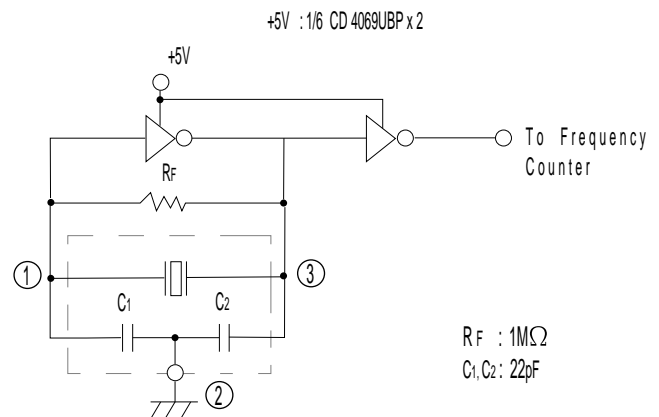 +5V : 1/6 CD 4069UBP x 2
+5V
To Frequency
Counter
RF
1
3
C1
C2
RF : 1MΩ
C1, C2 : 22pF
2